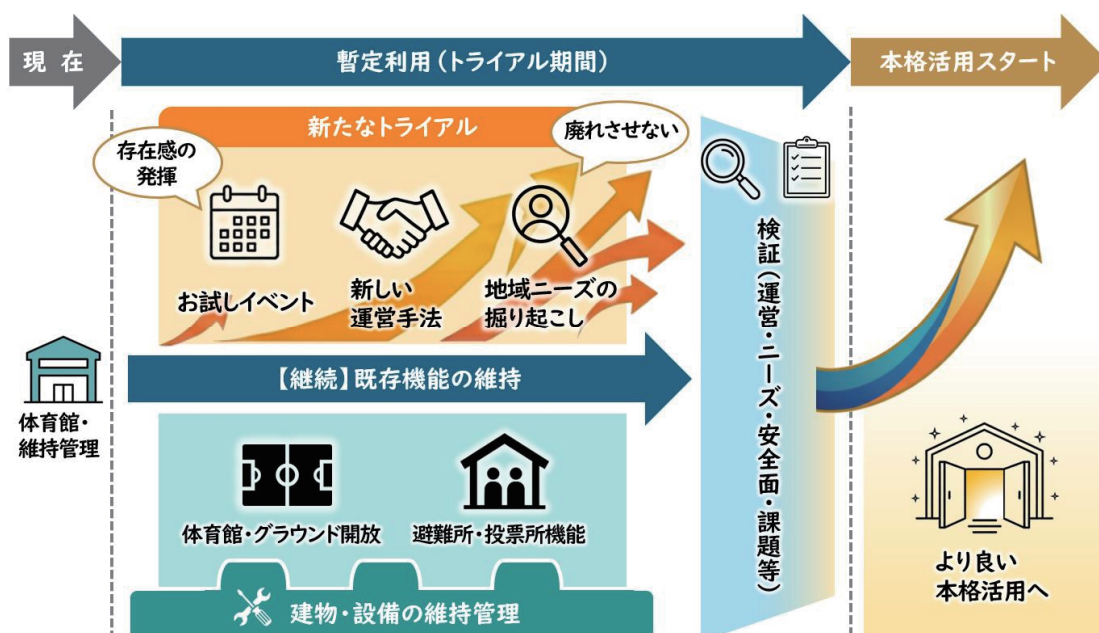 現在
暫定利用（トライアル期間）
本格活用スタート
新たなトライアル
存在感の
発揮
廃れさせない
お試しイベント
新しい
運営手法
地域ニーズの
掘り起こし
体育館・
維持管理
【継続】既存機能の維持
体育館・グラウンド開放
避難所・投票所機能
建物・設備の維持管理
検証（運営・ニーズ・安全面・課題等）
より良い
本格活用へ